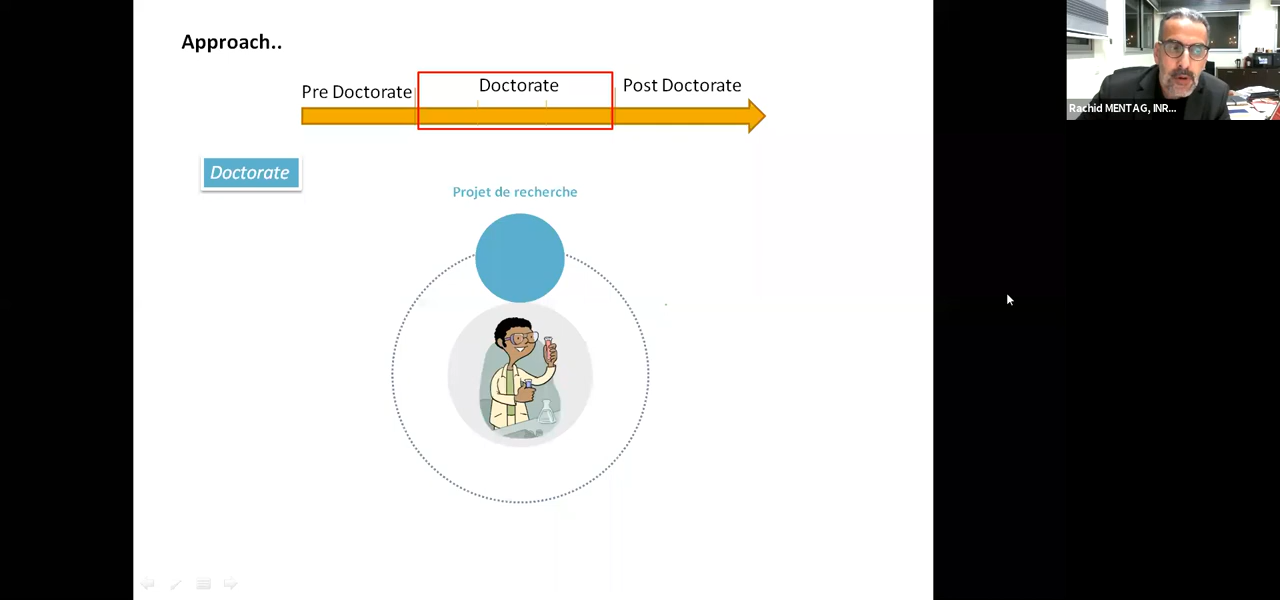 Approach..
Pre Doctorate
Doctorate
Post Doctorate
Doctorate
Projet de recherche
Rachid MENTAG, INR...